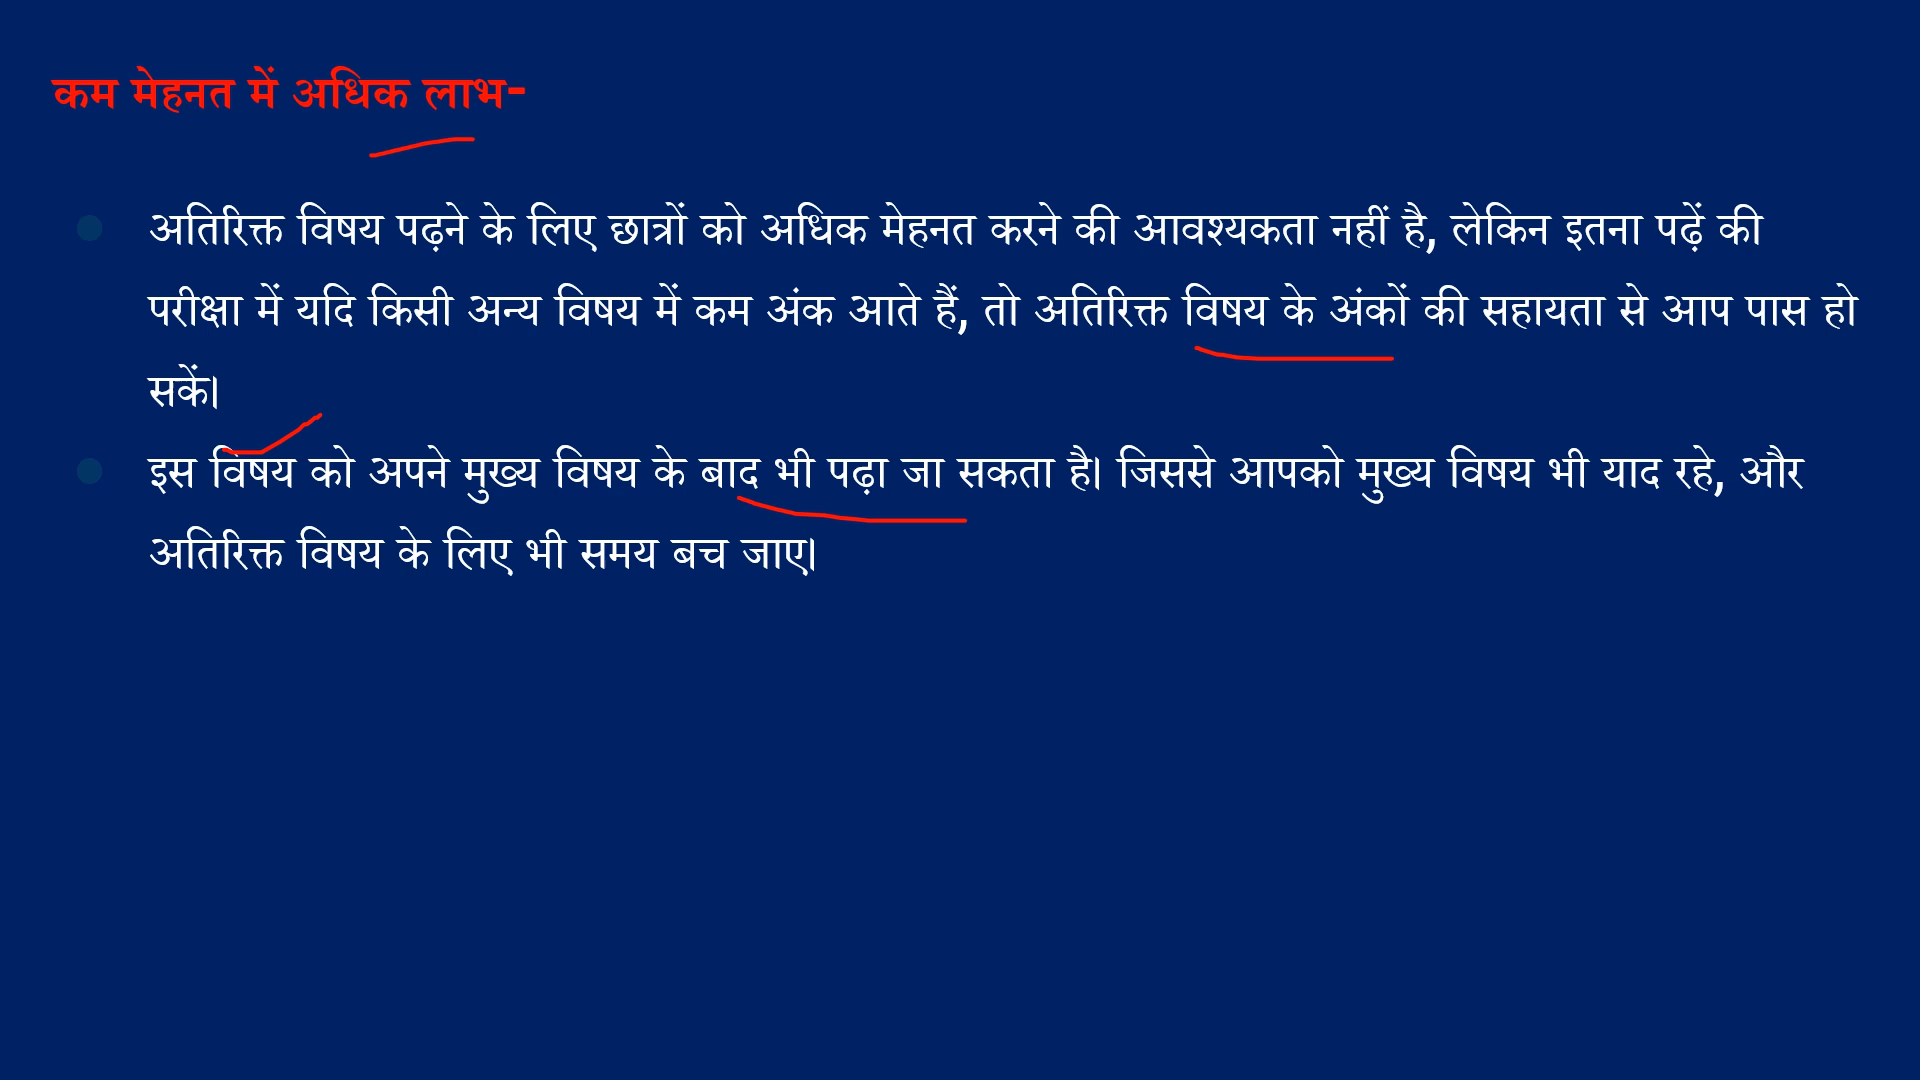 कम मेहनत में अधिक लाभ-
अतिरिक्त विषय पढ़ने के लिए छात्रों को अधिक मेहनत करने की आवश्यकता नहीं है, लेकिन इतना पढ़ें की
परीक्षा में यदि किसी अन्य विषय में कम अंक आते हैं, तो अतिरिक्त विषय के अंकों की सहायता से आप पास हो
सकें।
इस विषय को अपने मुख्य विषय के बाद भी पढ़ा जा सकता है। जिससे आपको मुख्य विषय भी याद रहे, और
अतिरिक्त विषय के लिए भी समय बच जाए।